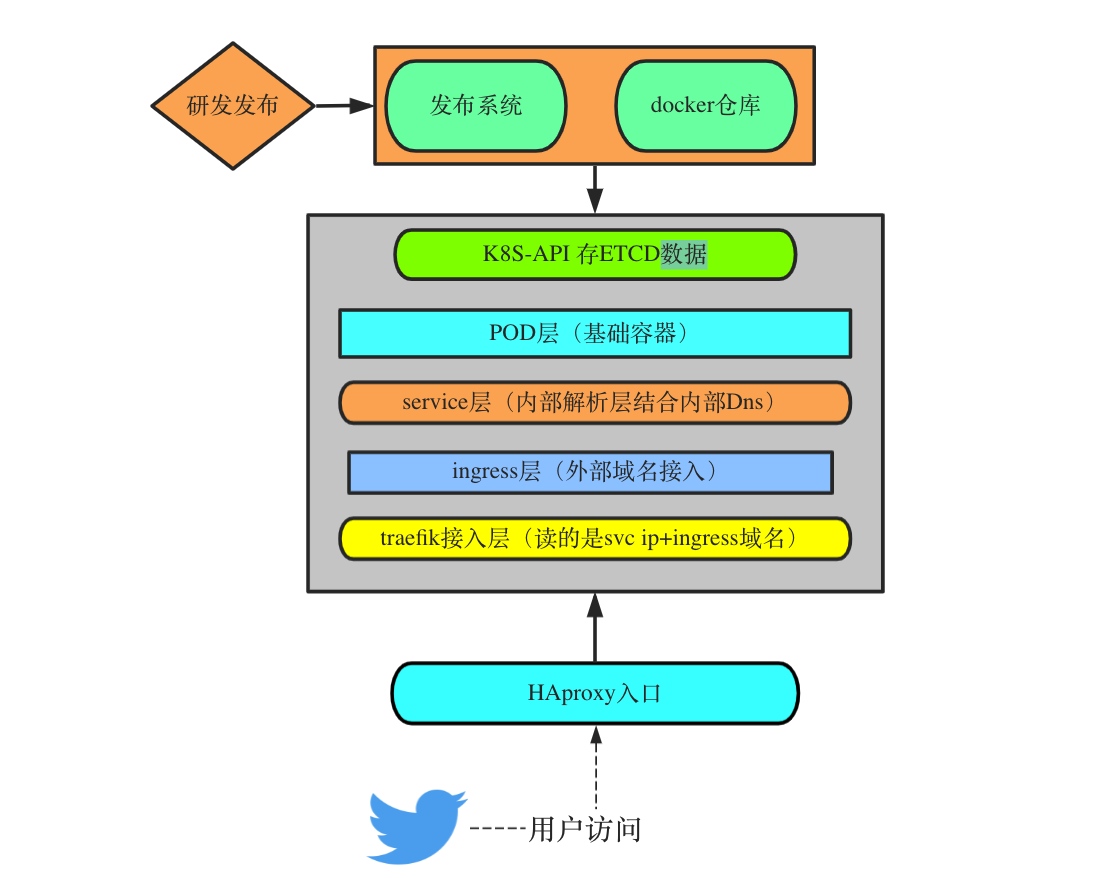 研发发布
发布系统
docker仓库
K8S-API 存ETCD数据
POD层（基础容器）
service层（内部解析层结合内部Dns）
ingress层（外部域名接入）
traefik接入层（读的是svc ip+ingress域名）
HAproxy入口
用户访问